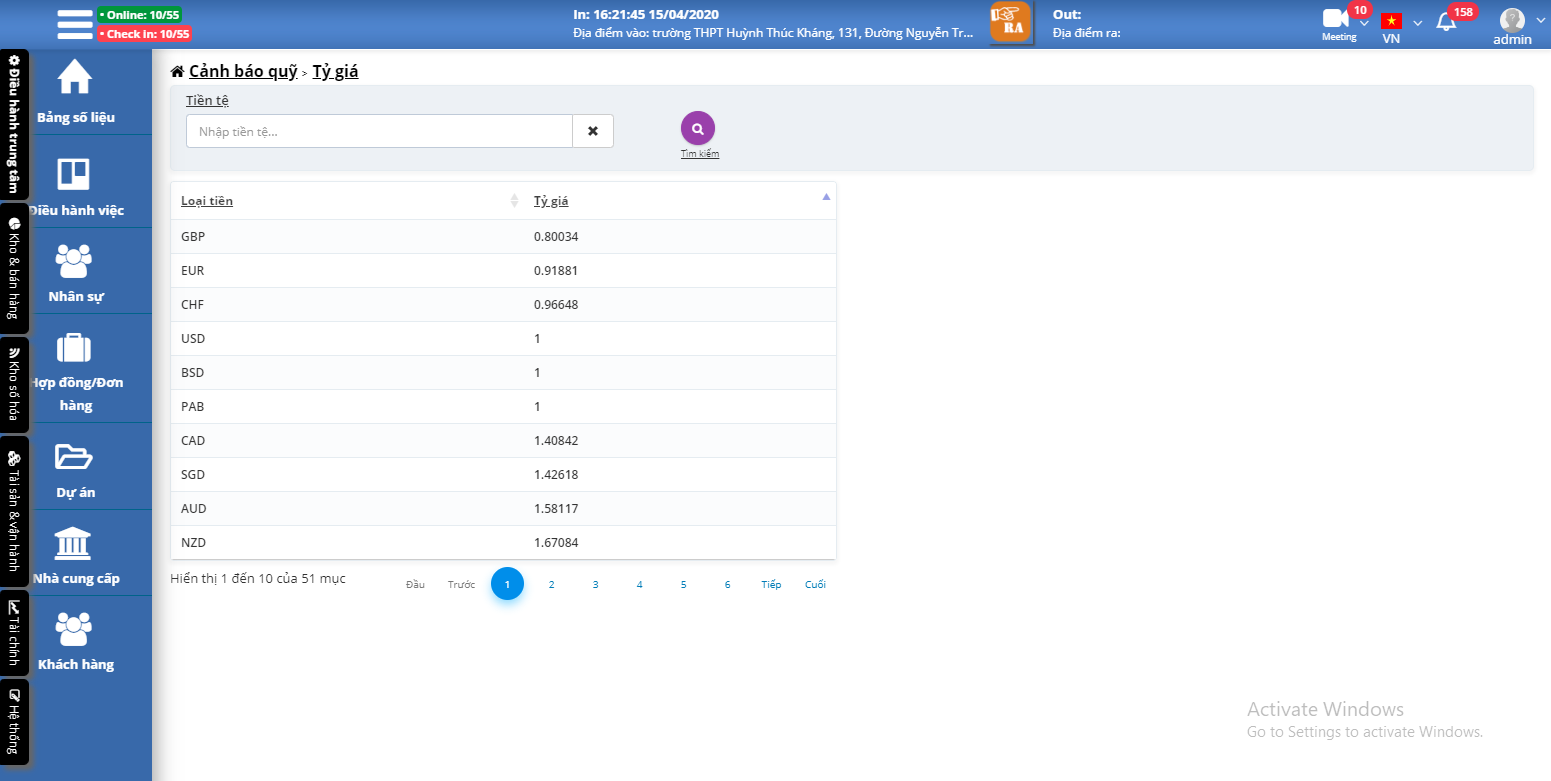 • Online: 10/55
• Check in: 10/55
In: 16:21:45 15/04/2020
Địa điểm vào: trường THPT Huỳnh Thúc Kháng, 131, Đường Nguyễn Tr...
RA
Out:
Địa điểm ra:
10
Meeting
VN
158
admin
Điều hành trung tâm
Kho & bán hàng
Kho số hóa
Tài sản & vận hành
Tài chính
Hệ thống
Bảng số liệu
Điều hành việc
Nhân sự
Hợp đồng/Đơn
hàng
Dự án
Nhà cung cấp
Khách hàng
Cảnh báo quỹ > Tỷ giá
Tiền tệ
Nhập tiền tệ...
Tìm kiếm
Loại tiền Tỷ giá
GBP 0.80034
EUR 0.91881
CHF 0.96648
USD 1
BSD 1
PAB 1
CAD 1.40842
SGD 1.42618
AUD 1.58117
NZD 1.67084
Hiển thị 1 đến 10 của 51 mục
Đầu Trước 1 2 3 4 5 6 Tiếp Cuối
Activate Windows
Go to Settings to activate Windows.